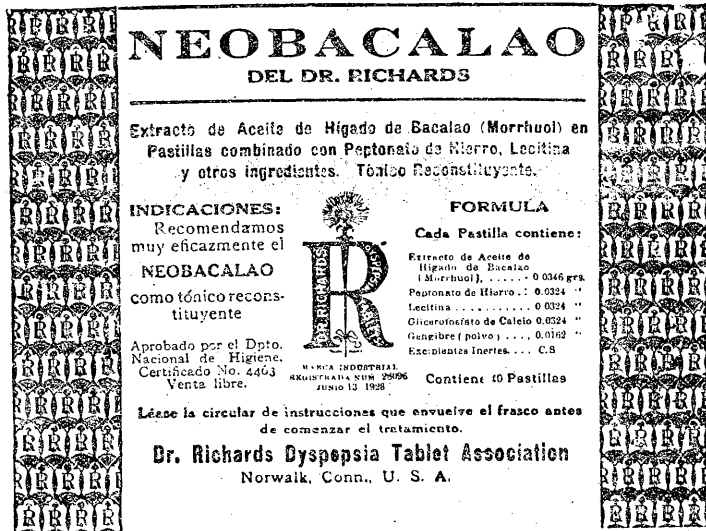 NEOBACALAO
DEL DR. RICHARDS
Extracto de Aceite de Hígado de Bacalao (Morrhuol) en
Pastillas combinado con Peptonato de Hierro, Lecitina
y otros ingredientes. Tónico Reconstituyente.
INDICACIONES:
Recomendamos
muy eficazmente el
NEOBACALAO
como tónico recons-
tituyente
Aprobado por el Dpto.
Nacional de Higiene.
Certificado No. 4463
Venta libre.
DR. RICHARDS
R
MARCA INDUSTRIAL
REGISTRADA NUM 26096
JUNIO 13 1928
FORMULA
Cada Pastilla contiene:
Extracto de Aceite de
Hígado de Bacalao
(Morrhuol), ...... 0.0346 grs.
Peptonato de Hierro .: 0.0324 "
Lecitina ........... 0.0324 "
Glicerofosfato de Calcio 0.0324 "
Gengibre (polvo) ...., 0.0162 "
Excipientes Inertes.... C.S
Contiene 40 Pastillas
Léase la circular de instrucciones que envuelve el frasco antes
de comenzar el tratamiento.
Dr. Richards Dyspepsia Tablet Association
Norwalk, Conn., U. S. A.